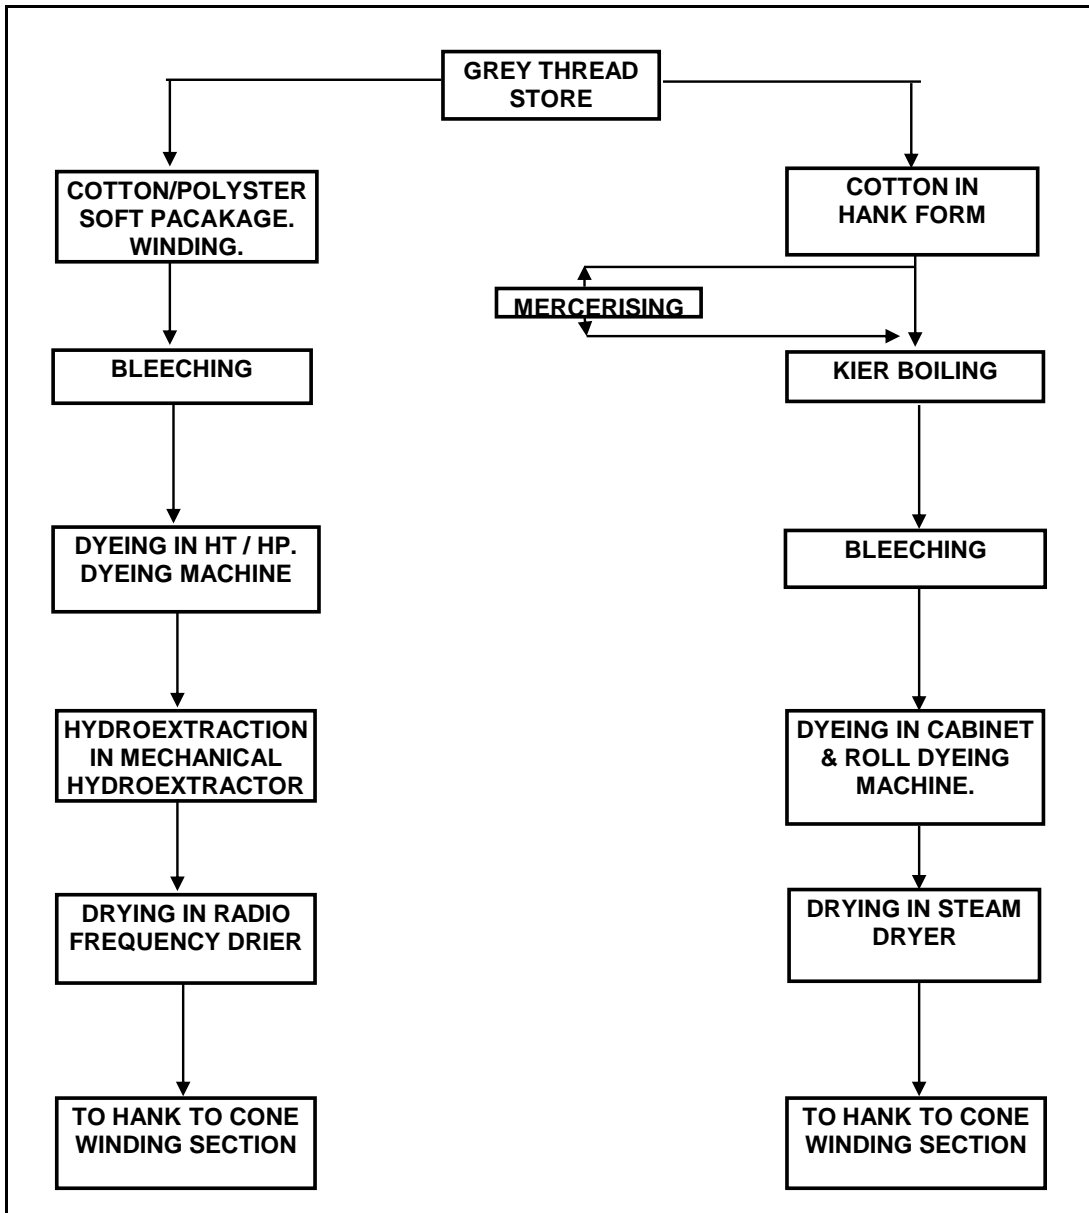 GREY THREAD
STORE
COTTON/POLYSTER
SOFT PACAKAGE.
WINDING.
COTTON IN
HANK FORM
MERCERISING
BLEECHING
KIER BOILING
DYEING IN HT / HP.
DYEING MACHINE
BLEECHING
HYDROEXTRACTION
IN MECHANICAL
HYDROEXTRACTOR
DYEING IN CABINET
& ROLL DYEING
MACHINE.
DRYING IN RADIO
FREQUENCY DRIER
DRYING IN STEAM
DRYER
TO HANK TO CONE
WINDING SECTION
TO HANK TO CONE
WINDING SECTION